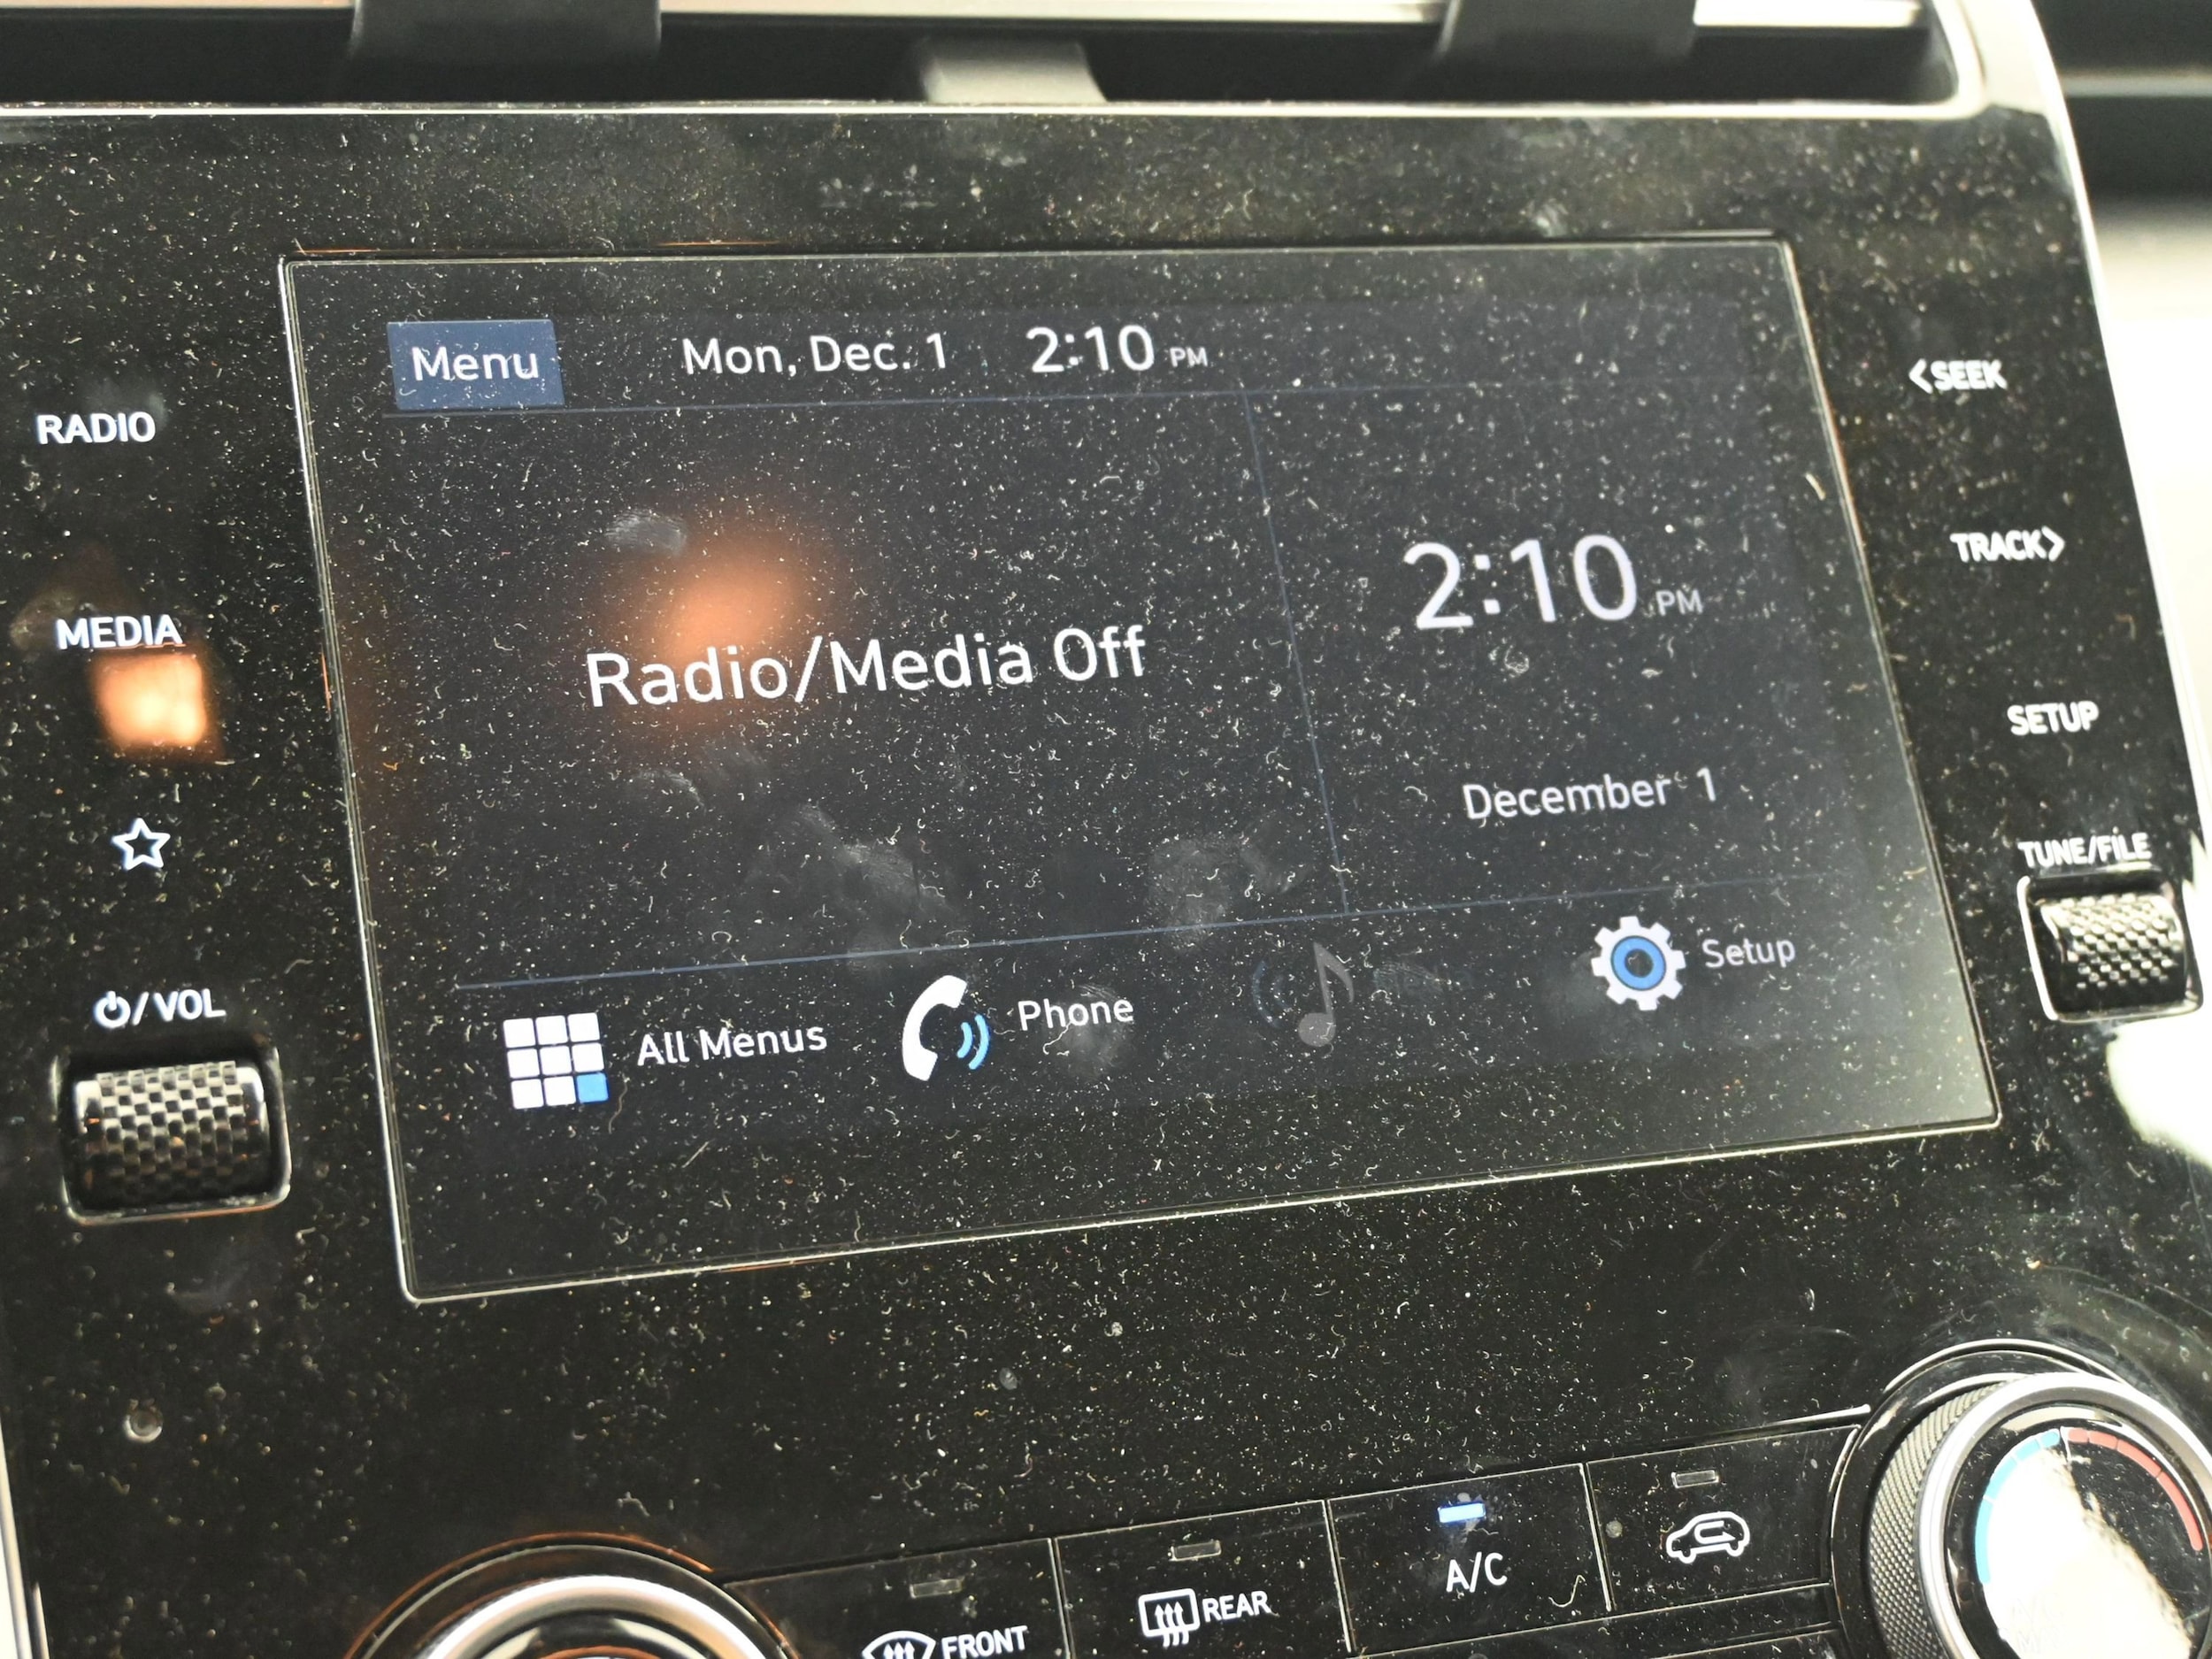 Menu Mon, Dec. 1 2:10 PM
RADIO
MEDIA
⏻/VOL
Radio/Media Off
2:10 PM
December 1
All Menus
Phone
Setup
<SEEK
TRACK>
SETUP
TUNE/FILE
FRONT
REAR
A/C